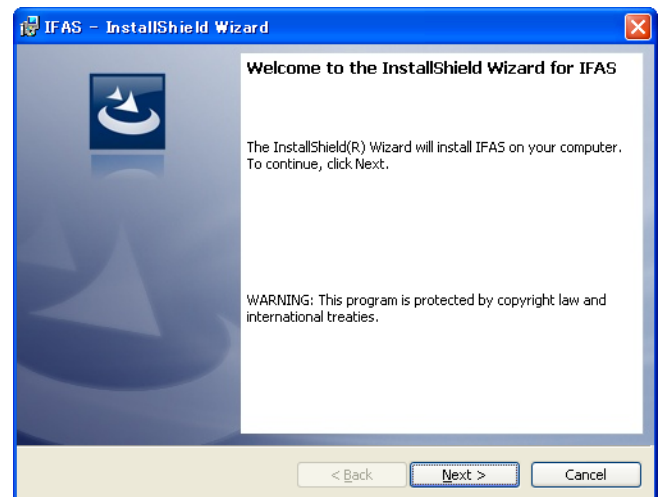 IFAS - InstallShield Wizard
Welcome to the InstallShield Wizard for IFAS
The InstallShield(R) Wizard will install IFAS on your computer.
To continue, click Next.
WARNING: This program is protected by copyright law and
international treaties.
< Back Next > Cancel